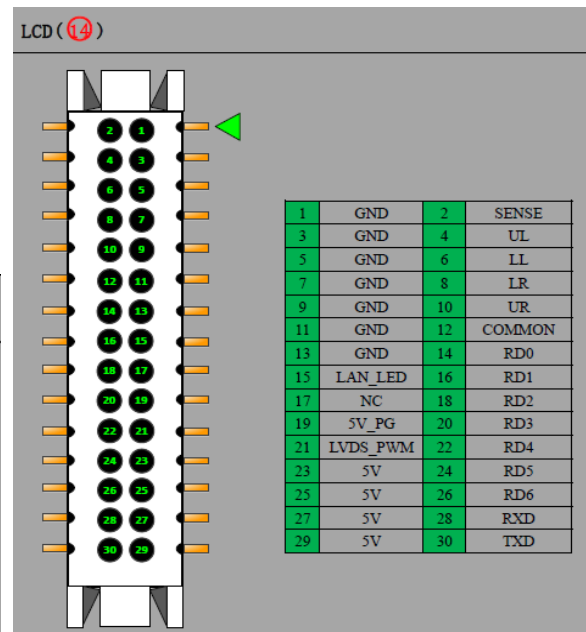 LCD(14)
2 1
4 3
6 5
8 7
10 9
12 11
14 13
16 15
18 17
20 19
22 21
24 23
26 25
28 27
30 29
1 GND 2 SENSE
3 GND 4 UL
5 GND 6 LL
7 GND 8 LR
9 GND 10 UR
11 GND 12 COMMON
13 GND 14 RD0
15 LAN_LED 16 RD1
17 NC 18 RD2
19 5V_PG 20 RD3
21 LVDS_PWM 22 RD4
23 5V 24 RD5
25 5V 26 RD6
27 5V 28 RXD
29 5V 30 TXD